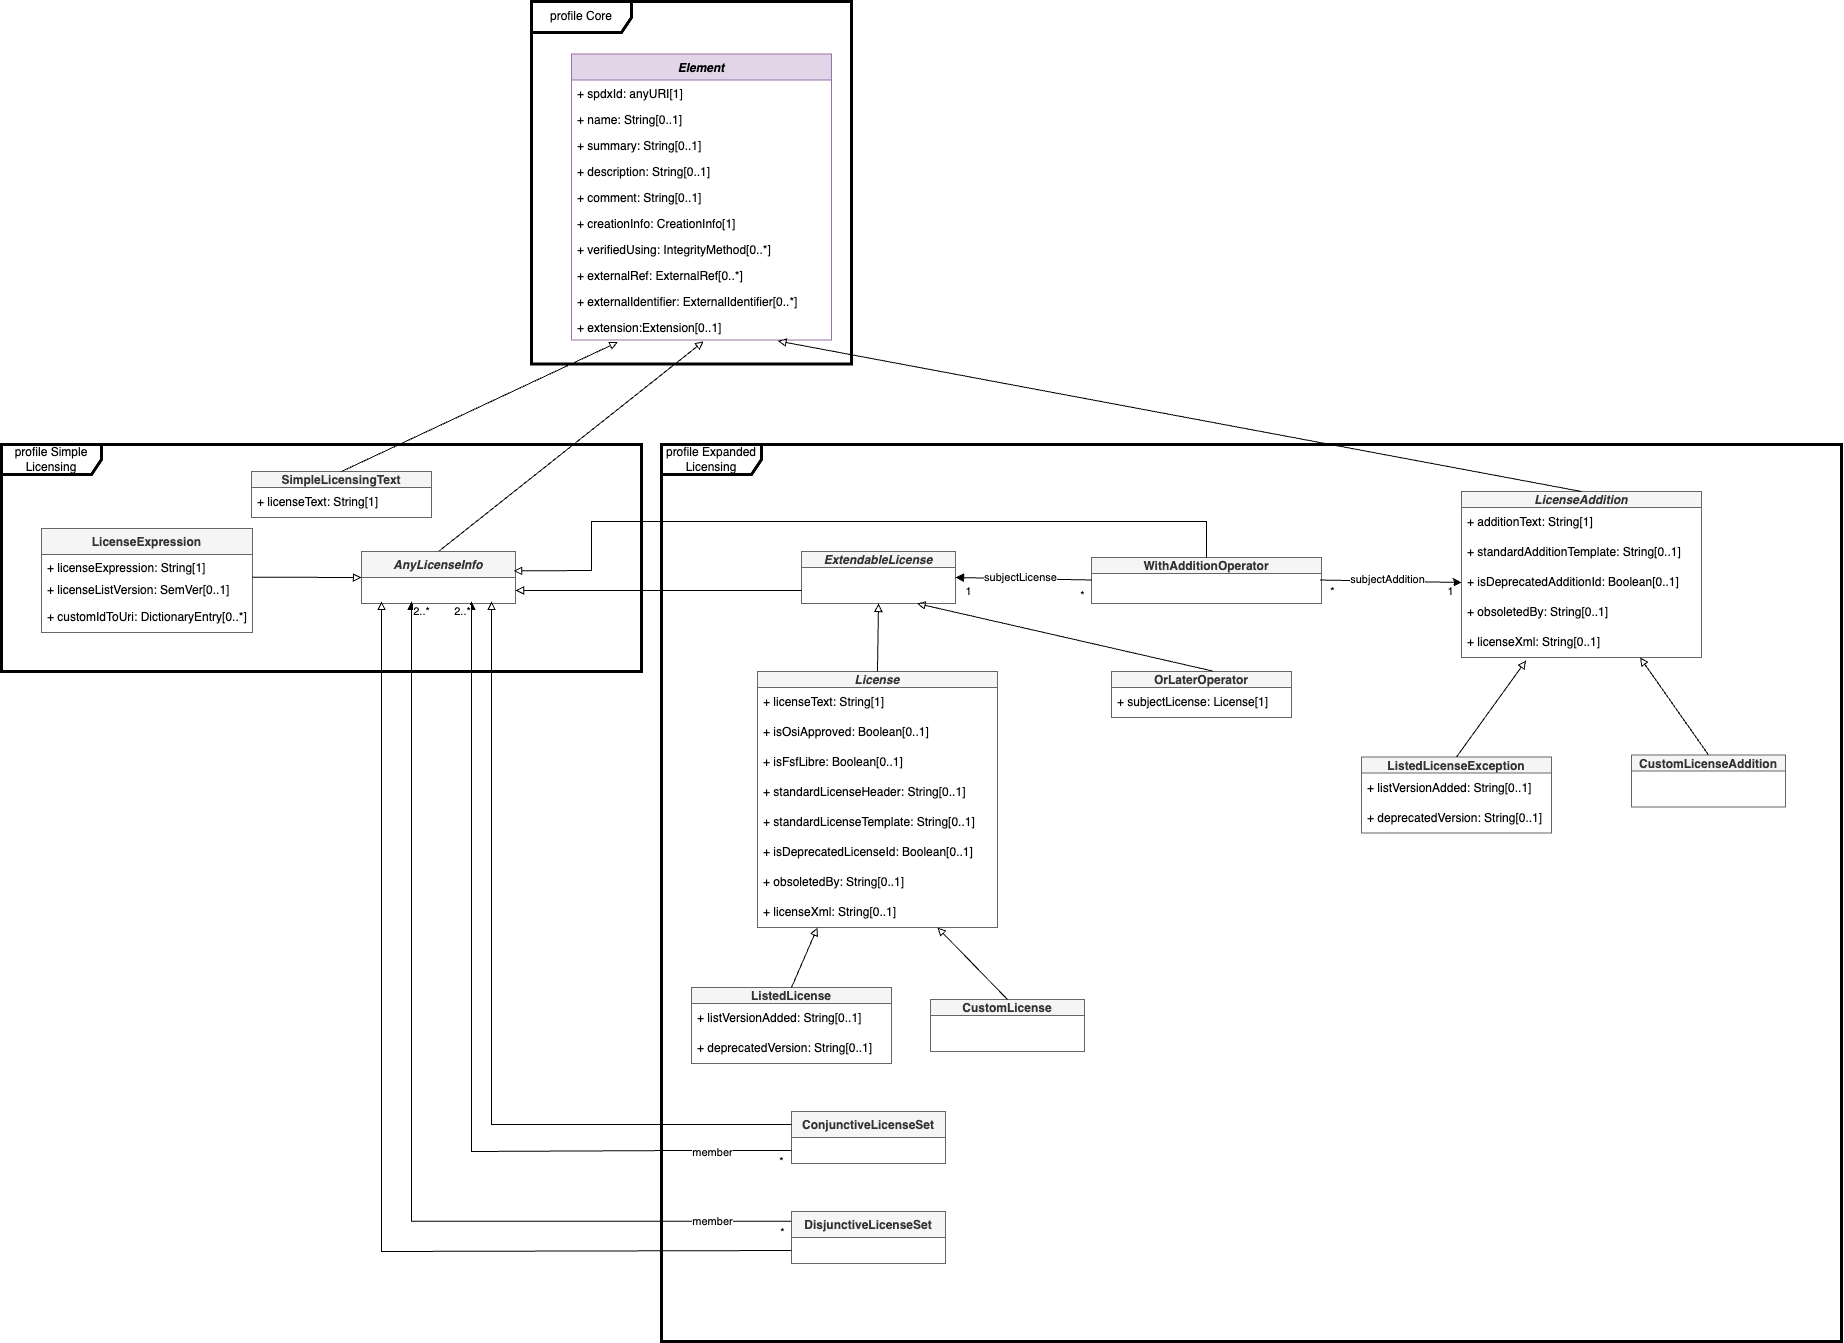 profile Core
Element
+ spdxId: anyURI[1]
+ name: String[0..1]
+ summary: String[0..1]
+ description: String[0..1]
+ comment: String[0..1]
+ creationInfo: CreationInfo[1]
+ verifiedUsing: IntegrityMethod[0..*]
+ externalRef: ExternalRef[0..*]
+ externalIdentifier: ExternalIdentifier[0..*]
+ extension:Extension[0..1]
profile Simple
Licensing
SimpleLicensingText
+ licenseText: String[1]
LicenseExpression
+ licenseExpression: String[1]
+ licenseListVersion: SemVer[0..1]
+ customIdToUri: DictionaryEntry[0..*]
AnyLicenseInfo
2..*
2..*
profile Expanded
Licensing
ExtendableLicense
subjectLicense
1
*
WithAdditionOperator
subjectAddition
*
1
LicenseAddition
+ additionText: String[1]
+ standardAdditionTemplate: String[0..1]
+ isDeprecatedAdditionId: Boolean[0..1]
+ obsoletedBy: String[0..1]
+ licenseXml: String[0..1]
License
+ licenseText: String[1]
+ isOsiApproved: Boolean[0..1]
+ isFsfLibre: Boolean[0..1]
+ standardLicenseHeader: String[0..1]
+ standardLicenseTemplate: String[0..1]
+ isDeprecatedLicenseId: Boolean[0..1]
+ obsoletedBy: String[0..1]
+ licenseXml: String[0..1]
OrLaterOperator
+ subjectLicense: License[1]
ListedLicenseException
+ listVersionAdded: String[0..1]
+ deprecatedVersion: String[0..1]
CustomLicenseAddition
ListedLicense
+ listVersionAdded: String[0..1]
+ deprecatedVersion: String[0..1]
CustomLicense
ConjunctiveLicenseSet
member
*
DisjunctiveLicenseSet
member
*